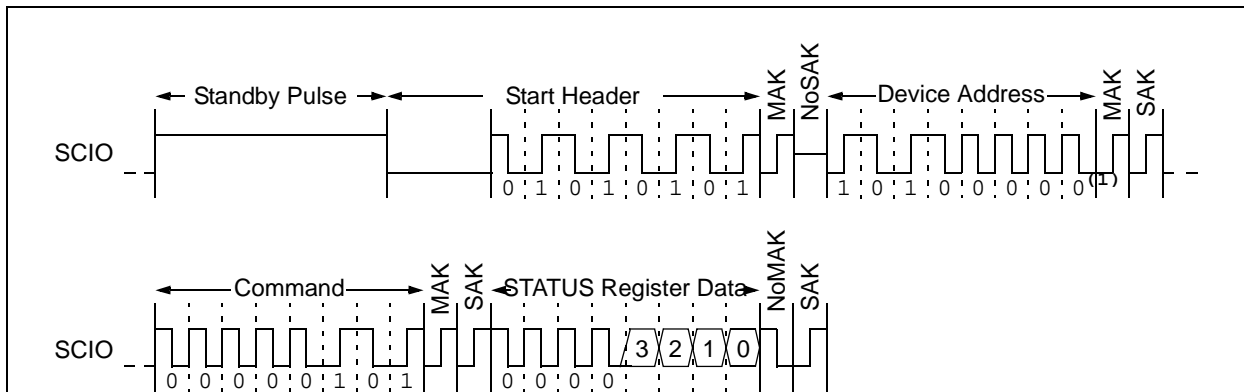 Standby Pulse
Start Header
MAK
NoSAK
Device Address
MAK
SAK
SCIO
0 1 0 1 0 1 0 1
1 0 1 0 0 0 0 0(1)
Command
MAK
SAK
STATUS Register Data
NoMAK
SAK
SCIO
0 0 0 0 0 1 0 1
0 0 0 0
3 2 1 0